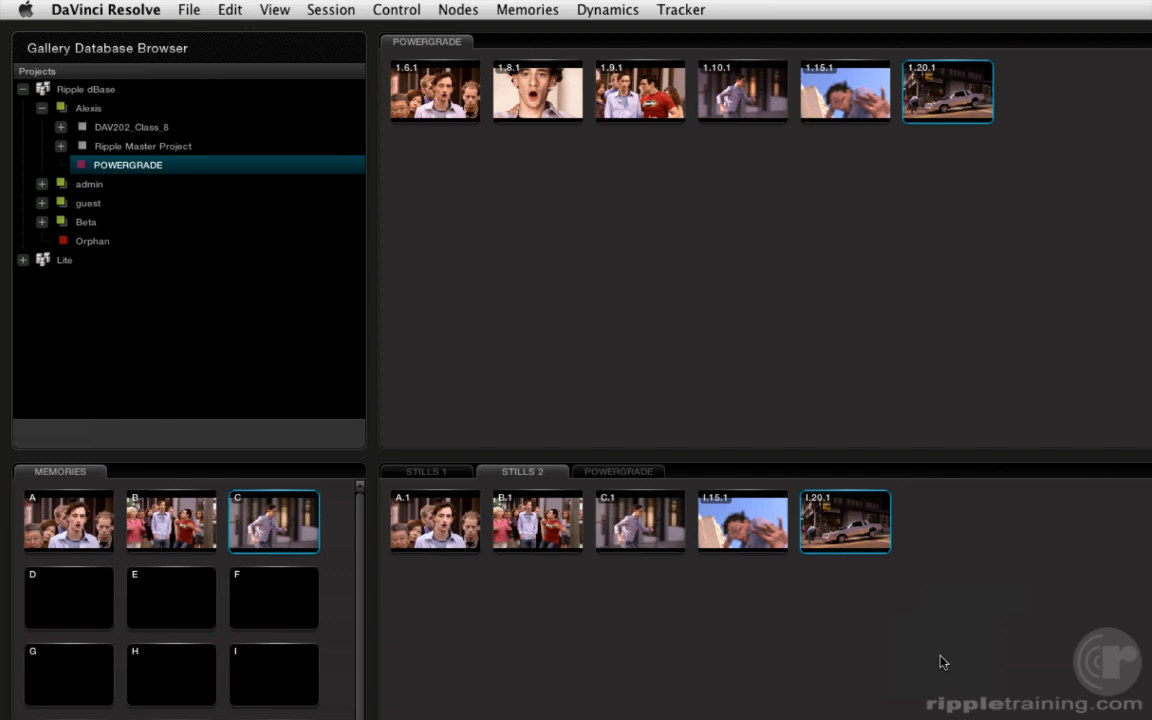 DaVinci Resolve File Edit View Session Control Nodes Memories Dynamics Tracker
Gallery Database Browser
Projects
Ripple dBase
Alexis
DAV202_Class_8
Ripple Master Project
POWERGRADE
admin
guest
Beta
Orphan
Lite
POWERGRADE
1.6.1 1.8.1 1.9.1 1.10.1 1.15.1 1.20.1
MEMORIES
A B C
D E F
G H I
STILLS 1 STILLS 2 POWERGRADE
A.1 B.1 C.1 I.15.1 I.20.1
rippletraining.com